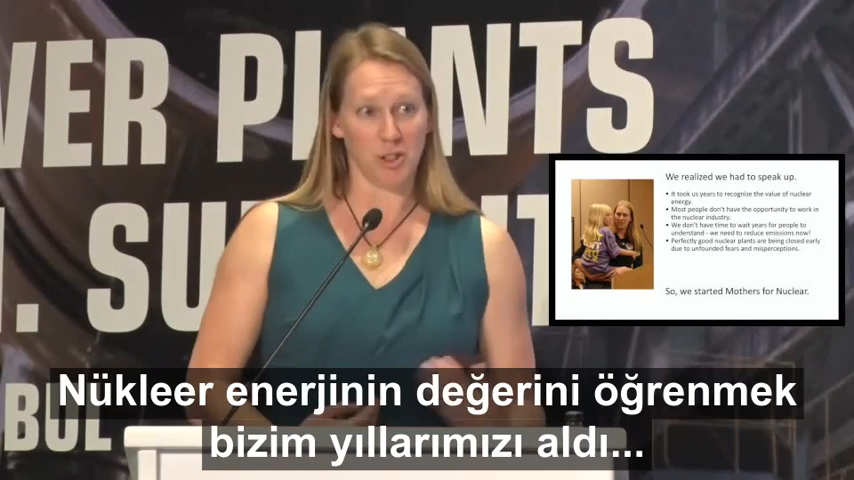 VER PLANTS
. SU
BUL
We realized we had to speak up.
• It took us years to recognize the value of nuclear
energy.
• Most people don't have the opportunity to work in
the nuclear industry.
• We don't have time to wait years for people to
understand - we need to reduce emissions now!
• Perfectly good nuclear plants are being closed early
due to unfounded fears and misperceptions.
So, we started Mothers for Nuclear.
Nükleer enerjinin değerini öğrenmek
bizim yıllarımızı aldı...